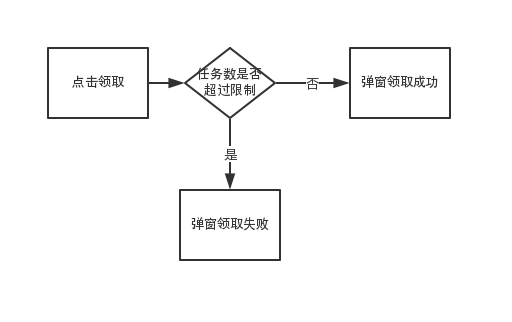 点击领取
任务数是否
超过限制
否
弹窗领取成功
是
弹窗领取失败